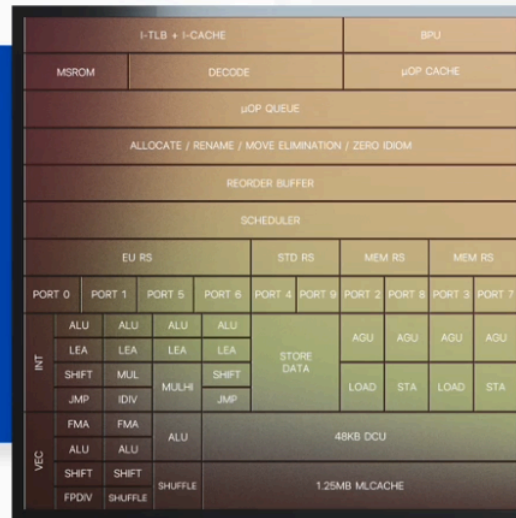 I-TLB + I-CACHE BPU
MSROM DECODE μOP CACHE
μOP QUEUE
ALLOCATE / RENAME / MOVE ELIMINATION / ZERO IDIOM
REORDER BUFFER
SCHEDULER
EU RS STD RS MEM RS MEM RS
PORT 0 PORT 1 PORT 5 PORT 6 PORT 4 PORT 9 PORT 2 PORT 8 PORT 3 PORT 7
INT
ALU ALU ALU ALU
LEA LEA LEA LEA
SHIFT MUL MULHI SHIFT
JMP IDIV JMP
STORE
DATA
AGU AGU AGU AGU
LOAD STA LOAD STA
VEC
FMA FMA ALU
ALU ALU
SHIFT SHIFT SHUFFLE
FPDIV SHUFFLE
48KB DCU
1.25MB MLCACHE